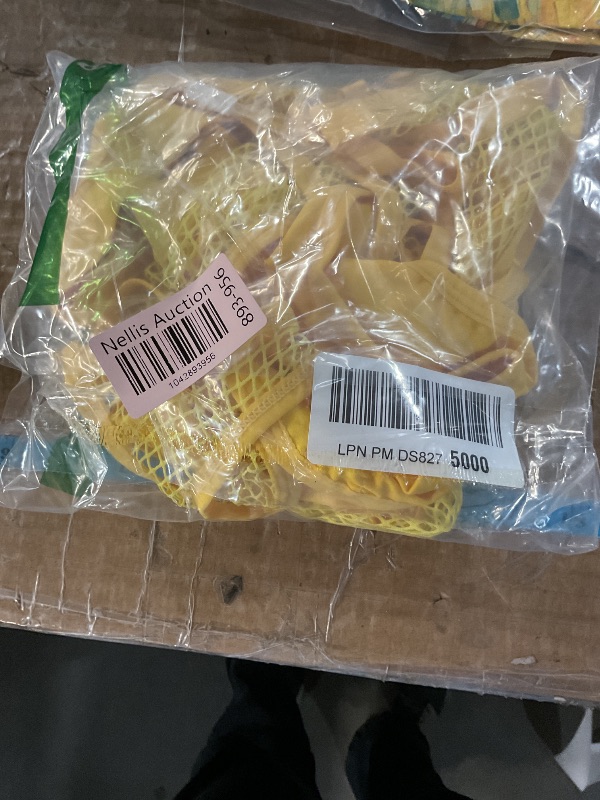 Nellis Auction
893-956
1042893956
LPN PM DS827 5000